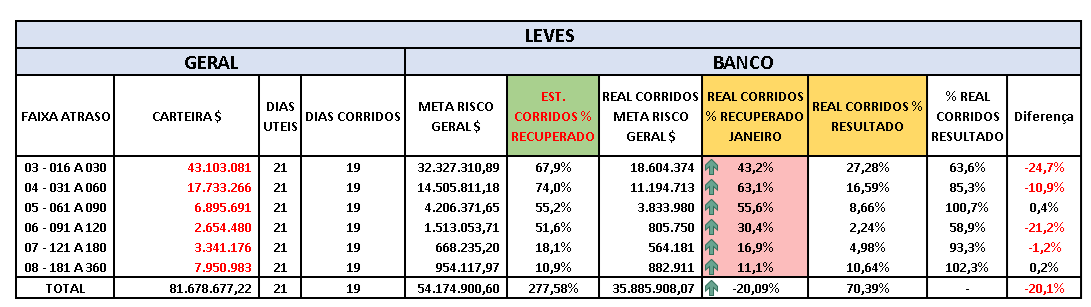 LEVES
GERAL BANCO
FAIXA ATRASO CARTEIRA $ DIAS UTEIS DIAS CORRIDOS META RISCO GERAL $ EST. CORRIDOS % RECUPERADO REAL CORRIDOS META RISCO GERAL $ REAL CORRIDOS % RECUPERADO JANEIRO REAL CORRIDOS % RESULTADO % REAL CORRIDOS RESULTADO Diferença
03 - 016 A 030 43.103.081 21 19 32.327.310,89 67,9% 18.604.374 43,2% 27,28% 63,6% -24,7%
04 - 031 A 060 17.733.266 21 19 14.505.811,18 74,0% 11.194.713 63,1% 16,59% 85,3% -10,9%
05 - 061 A 090 6.895.691 21 19 4.206.371,65 55,2% 3.833.980 55,6% 8,66% 100,7% 0,4%
06 - 091 A 120 2.654.480 21 19 1.513.053,71 51,6% 805.750 30,4% 2,24% 58,9% -21,2%
07 - 121 A 180 3.341.176 21 19 668.235,20 18,1% 564.181 16,9% 4,98% 93,3% -1,2%
08 - 181 A 360 7.950.983 21 19 954.117,97 10,9% 882.911 11,1% 10,64% 102,3% 0,2%
TOTAL 81.678.677,22 21 19 54.174.900,60 277,58% 35.885.908,07 -20,09% 70,39% - -20,1%